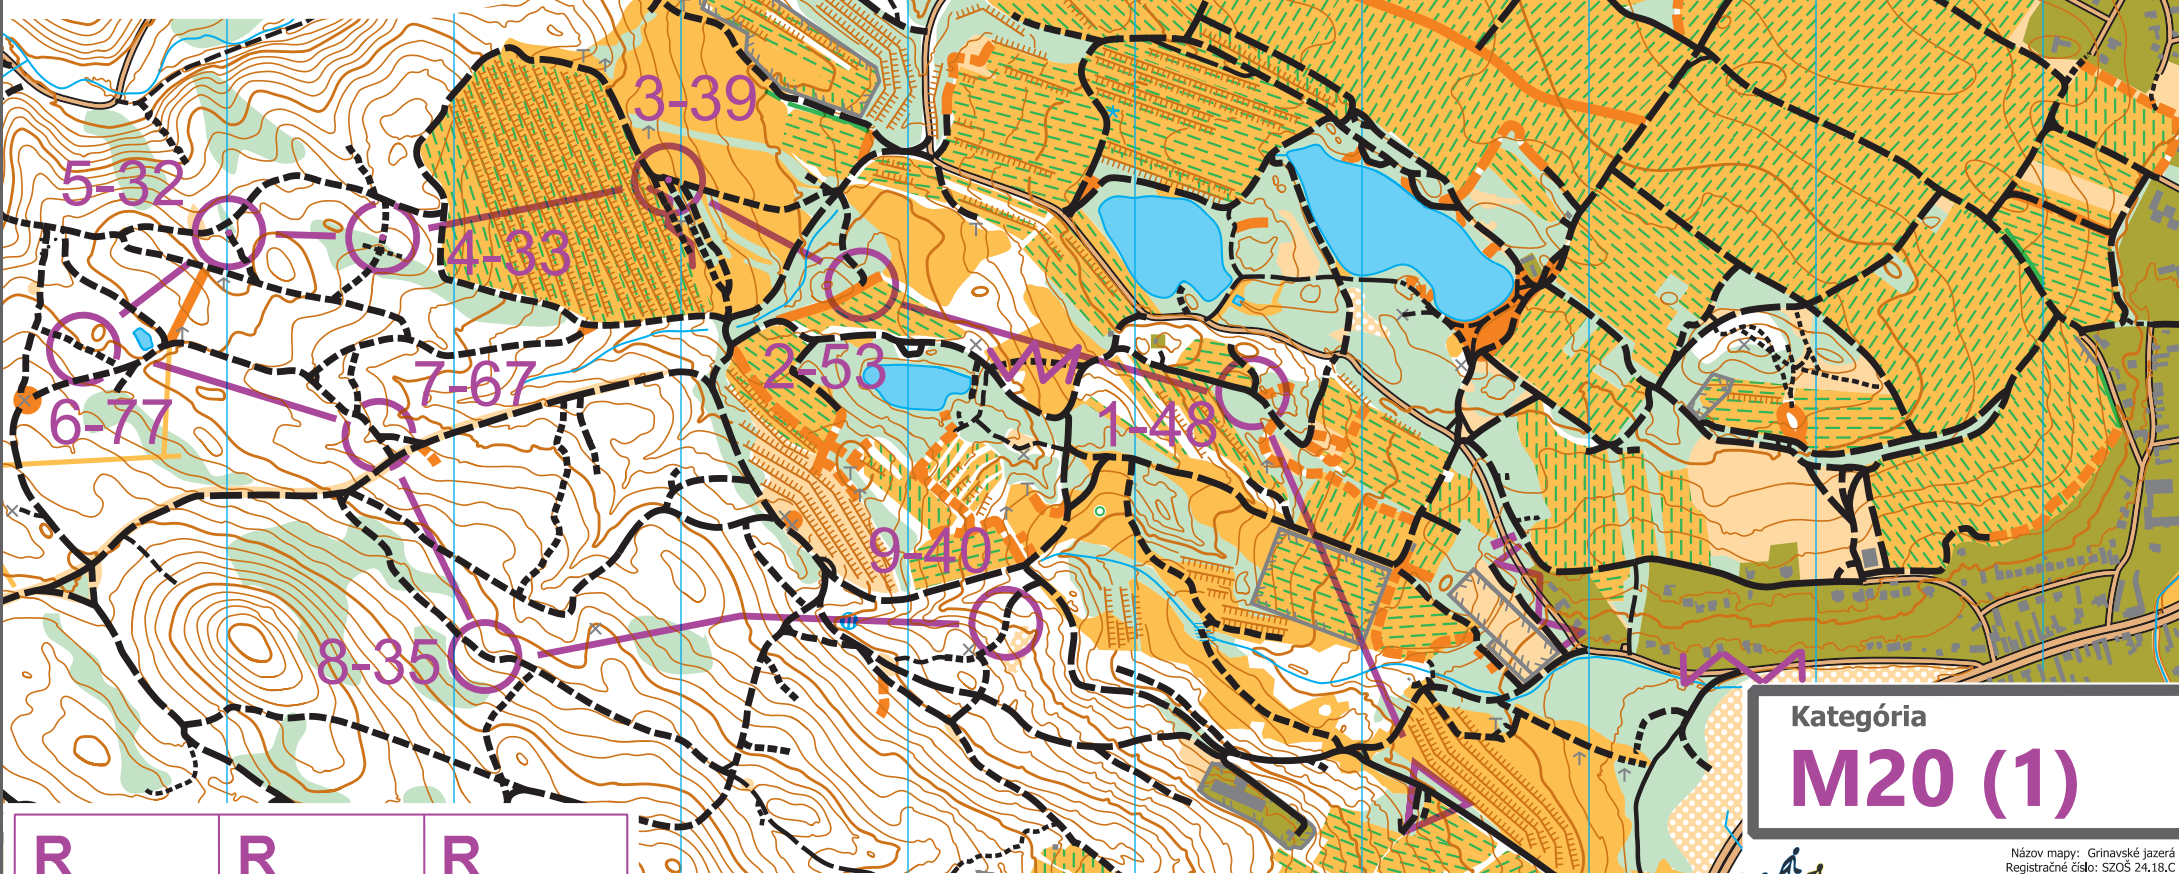 3-39
5-32
4-33
2-53
7-67
6-77
1-48
9-40
8-35
Kategória
M20 (1)
R R R
Názov mapy: Grinavské jazerá
Registračné číslo: SZOŠ 24.18.C